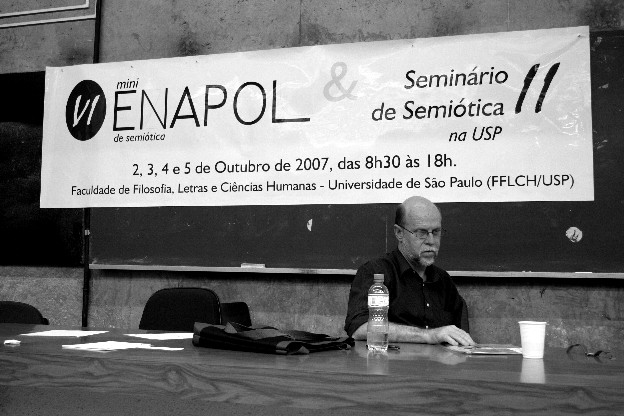 VI
mini
ENAPOL
de semiótica
&
Seminário
de Semiótica
na USP
II
2, 3, 4 e 5 de Outubro de 2007, das 8h30 às 18h.
Faculdade de Filosofia, Letras e Ciências Humanas - Universidade de São Paulo (FFLCH/USP)